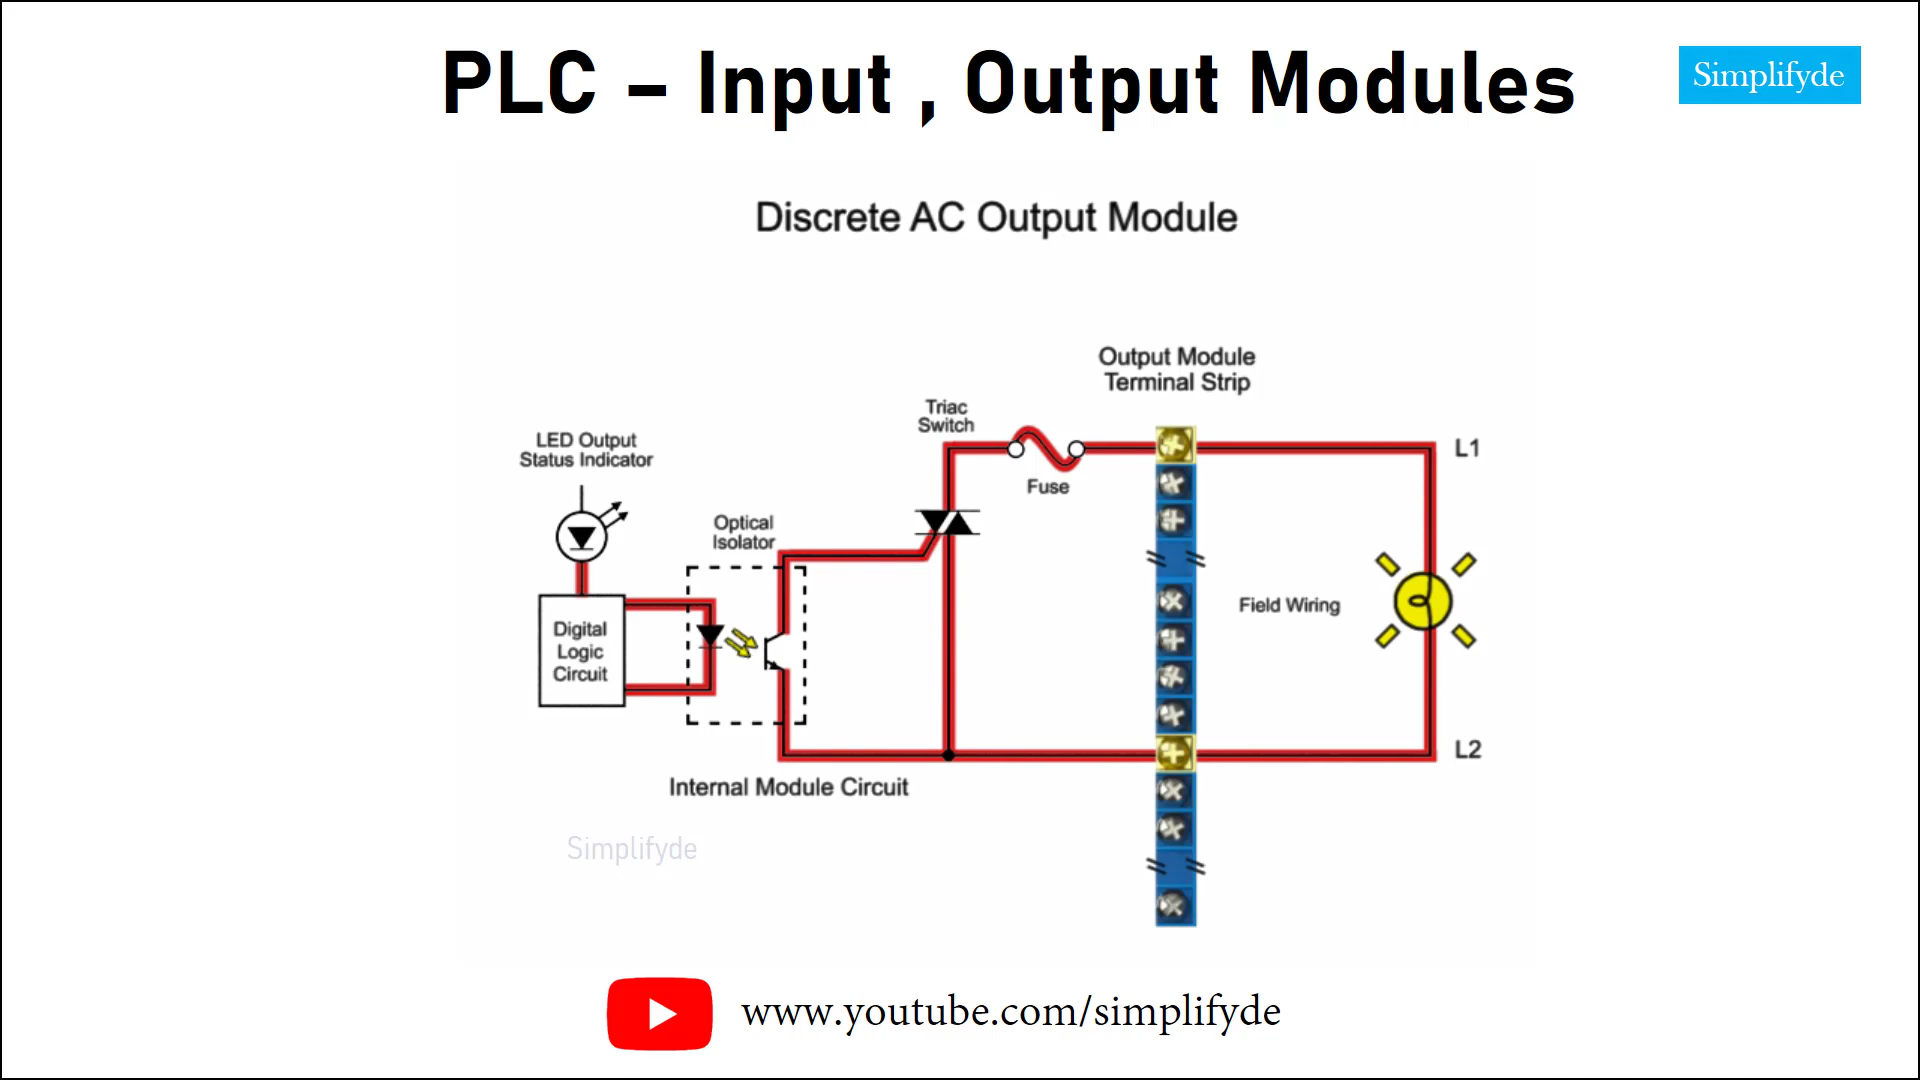 PLC – Input , Output Modules
Simplifyde
Discrete AC Output Module
Output Module
Terminal Strip
Triac
Switch
LED Output
Status Indicator
L1
Fuse
Optical
Isolator
Field Wiring
Digital
Logic
Circuit
L2
Internal Module Circuit
Simplifyde
www.youtube.com/simplifyde